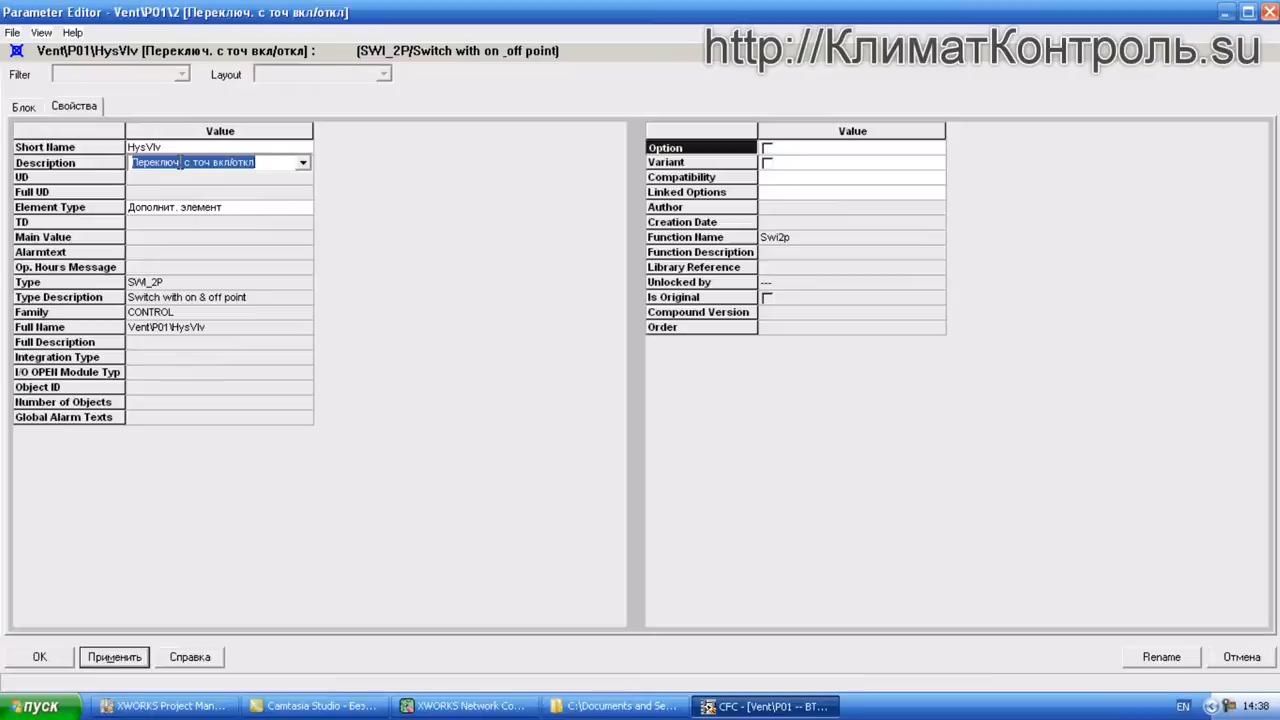 Parameter Editor - Vent\P01\2 [Переключ. с точ вкл/откл]
File View Help
http://КлиматКонтроль.su
Vent\P01\HysVlv [Переключ. с точ вкл/откл] : (SWI_2P/Switch with on _off point)
Filter Layout
Блок Свойства
Value
Short Name HysVlv
Description Переключ. с точ вкл/откл
UD
Full UD
Element Type Дополнит. элемент
TD
Main Value
Alarmtext
Op. Hours Message
Type SWI_2P
Type Description Switch with on & off point
Family CONTROL
Full Name Vent\P01\HysVlv
Full Description
Integration Type
I/O OPEN Module Typ
Object ID
Number of Objects
Global Alarm Texts
Value
Option
Variant
Compatibility
Linked Options
Author
Creation Date
Function Name Swi2p
Function Description
Library Reference
Unlocked by ---
Is Original
Compound Version
Order
OK Применить Справка Rename Отмена
пуск XWORKS Project Man... Camtasia Studio - Без... XWORKS Network Co... C:\Documents and Se... CFC - [Vent\P01 -- BT... EN 14:38